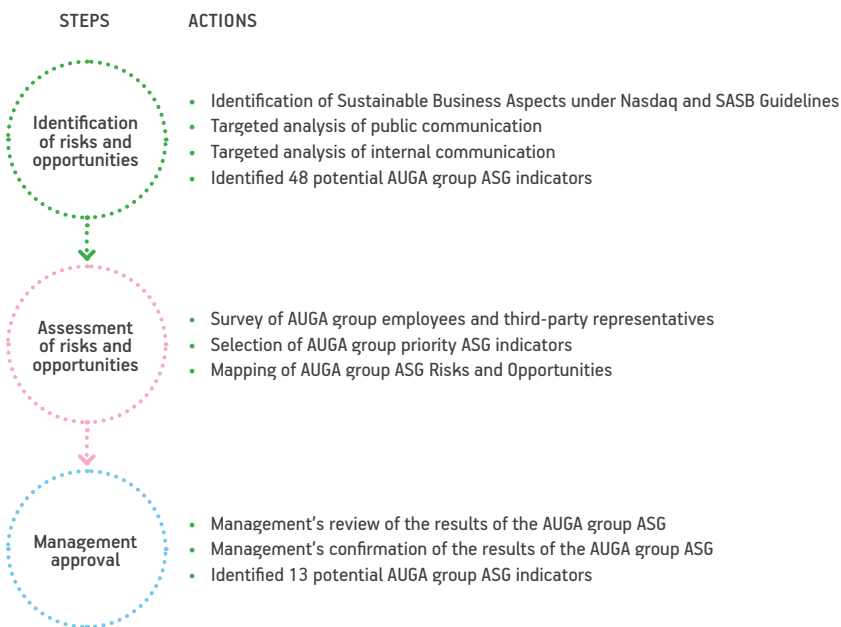 STEPS ACTIONS
Identification
of risks and
opportunities
• Identification of Sustainable Business Aspects under Nasdaq and SASB Guidelines
• Targeted analysis of public communication
• Targeted analysis of internal communication
• Identified 48 potential AUGA group ASG indicators
Assessment
of risks and
opportunities
• Survey of AUGA group employees and third-party representatives
• Selection of AUGA group priority ASG indicators
• Mapping of AUGA group ASG Risks and Opportunities
Management
approval
• Management's review of the results of the AUGA group ASG
• Management's confirmation of the results of the AUGA group ASG
• Identified 13 potential AUGA group ASG indicators